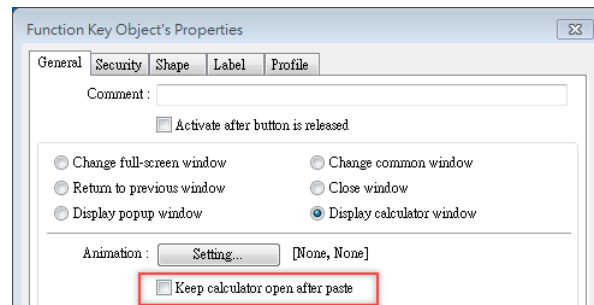 Function Key Object's Properties
General Security Shape Label Profile
Comment :
Activate after button is released
Change full-screen window Change common window
Return to previous window Close window
Display popup window Display calculator window
Animation : Setting... [None, None]
Keep calculator open after paste